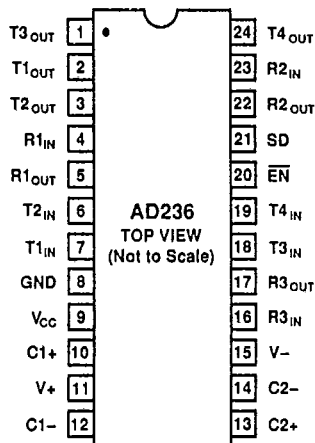 T3OUT 1 24 T4OUT
T1OUT 2 23 R2IN
T2OUT 3 22 R2OUT
R1IN 4 21 SD
R1OUT 5 20 E̅N̅
T2IN 6 AD236 19 T4IN
T1IN 7 TOP VIEW 18 T3IN
(Not to Scale)
GND 8 17 R3OUT
VCC 9 16 R3IN
C1+ 10 15 V–
V+ 11 14 C2–
C1– 12 13 C2+